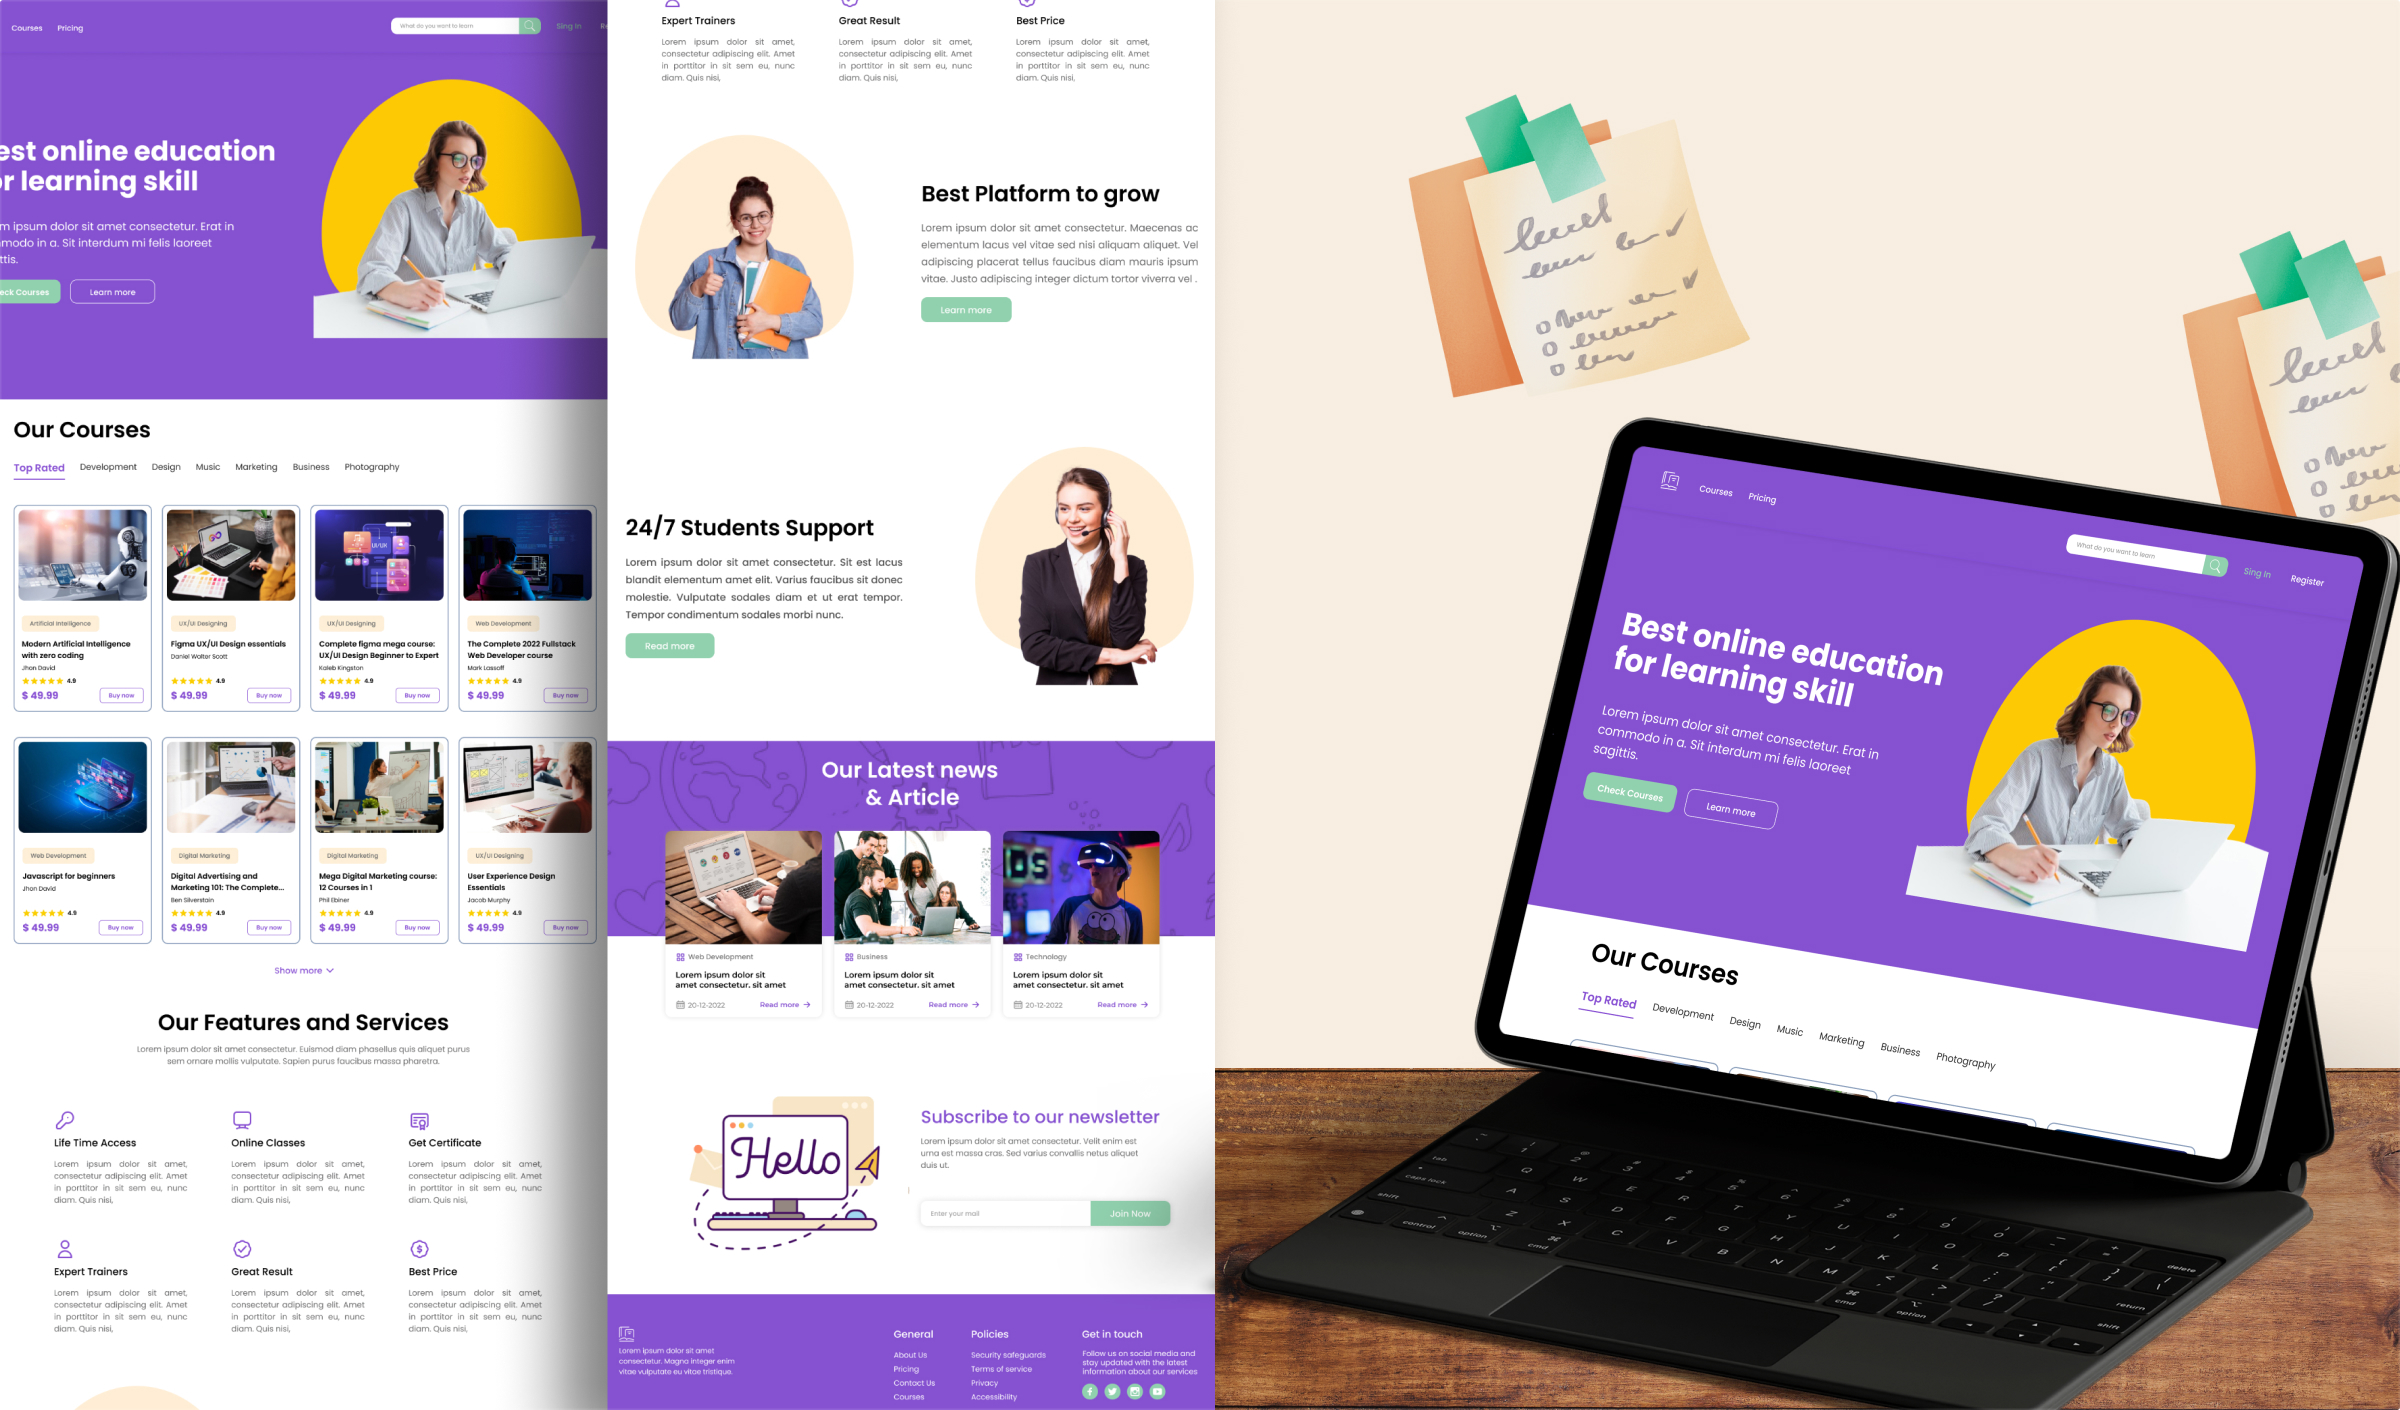 Courses Pricing
What do you want to learn
Sing In
est online education
r learning skill
m ipsum dolor sit amet consectetur. Erat in
modo in a. Sit interdum mi felis laoreet
ttis.
eck Courses
Learn more
Our Courses
Top Rated Development Design Music Marketing Business Photography
Artificial Intelligence
Modern Artificial Intelligence
with zero coding
Jhon David
4.9
$ 49.99
Buy now
UX/UI Designing
Figma UX/UI Design essentials
Daniel Walter Scott
4.9
$ 49.99
Buy now
UX/UI
UX/UI Designing
Complete figma mega course:
UX/UI Design Beginner to Expert
Kaleb Kingston
4.9
$ 49.99
Buy now
Web Development
The Complete 2022 Fullstack
Web Developer course
Mark Lassoff
4.9
$ 49.99
Buy now
Web Development
Javascript for beginners
Jhon David
4.9
$ 49.99
Buy now
Digital Marketing
Digital Advertising and
Marketing 101: The Complete...
Ben Silverstain
4.9
$ 49.99
Buy now
Digital Marketing
Mega Digital Marketing course:
12 Courses in 1
Phil Ebiner
4.9
$ 49.99
Buy now
UX/UI Designing
User Experience Design
Essentials
Jacob Murphy
4.9
$ 49.99
Buy now
Show more
Our Features and Services
Lorem ipsum dolor sit amet consectetur. Euismod diam phasellus quis aliquet purus
sem ornare mollis vulputate. Sapien purus faucibus massa pharetra.
Life Time Access
Lorem ipsum dolor sit amet,
consectetur adipiscing elit. Amet
in porttitor in sit sem eu, nunc
diam. Quis nisi,
Online Classes
Lorem ipsum dolor sit amet,
consectetur adipiscing elit. Amet
in porttitor in sit sem eu, nunc
diam. Quis nisi,
Get Certificate
Lorem ipsum dolor sit amet,
consectetur adipiscing elit. Amet
in porttitor in sit sem eu, nunc
diam. Quis nisi,
Expert Trainers
Lorem ipsum dolor sit amet,
consectetur adipiscing elit. Amet
in porttitor in sit sem eu, nunc
diam. Quis nisi,
Great Result
Lorem ipsum dolor sit amet,
consectetur adipiscing elit. Amet
in porttitor in sit sem eu, nunc
diam. Quis nisi,
Best Price
Lorem ipsum dolor sit amet,
consectetur adipiscing elit. Amet
in porttitor in sit sem eu, nunc
diam. Quis nisi,
Expert Trainers
Lorem ipsum dolor sit amet,
consectetur adipiscing elit. Amet
in porttitor in sit sem eu, nunc
diam. Quis nisi,
Great Result
Lorem ipsum dolor sit amet,
consectetur adipiscing elit. Amet
in porttitor in sit sem eu, nunc
diam. Quis nisi,
Best Price
Lorem ipsum dolor sit amet,
consectetur adipiscing elit. Amet
in porttitor in sit sem eu, nunc
diam. Quis nisi,
Best Platform to grow
Lorem ipsum dolor sit amet consectetur. Maecenas ac
elementum lacus vel vitae sed nisi aliquam aliquet. Vel
adipiscing placerat tellus faucibus diam mauris ipsum
vitae. Justo adipiscing integer dictum tortor viverra vel .
Learn more
24/7 Students Support
Lorem ipsum dolor sit amet consectetur. Sit est lacus
blandit elementum amet elit. Varius faucibus sit donec
molestie. Vulputate sodales diam et ut erat tempor.
Tempor condimentum sodales morbi nunc.
Read more
Our Latest news
& Article
Web Development
Lorem ipsum dolor sit
amet consectetur. sit amet
20-12-2022
Read more
Business
Lorem ipsum dolor sit
amet consectetur. sit amet
20-12-2022
Read more
Technology
Lorem ipsum dolor sit
amet consectetur. sit amet
20-12-2022
Read more
Hello
Subscribe to our newsletter
Lorem ipsum dolor sit amet consectetur. Velit enim est
urna est massa cras. Sed varius convallis netus aliquet
duis ut.
Enter your mail
Join Now
Lorem ipsum dolor sit amet
consectetur. Magna integer enim
vitae vulputate eu vitae tristique.
General
About Us
Pricing
Contact Us
Courses
Policies
Security safeguards
Terms of service
Privacy
Accessibility
Get in touch
Follow us on social media and
stay updated with the latest
information about our services
Courses Pricing
What do you want to learn
Sing In
Register
Best online education
for learning skill
Lorem ipsum dolor sit amet consectetur. Erat in
commodo in a. Sit interdum mi felis laoreet
sagittis.
Check Courses
Learn more
Our Courses
Top Rated Development Design Music Marketing Business Photography
tab Q W E R T Y U I O P
caps lock A S D F G H J K L
shift Z X C V B N M
control option cmd
cmd option
delete
return
shift